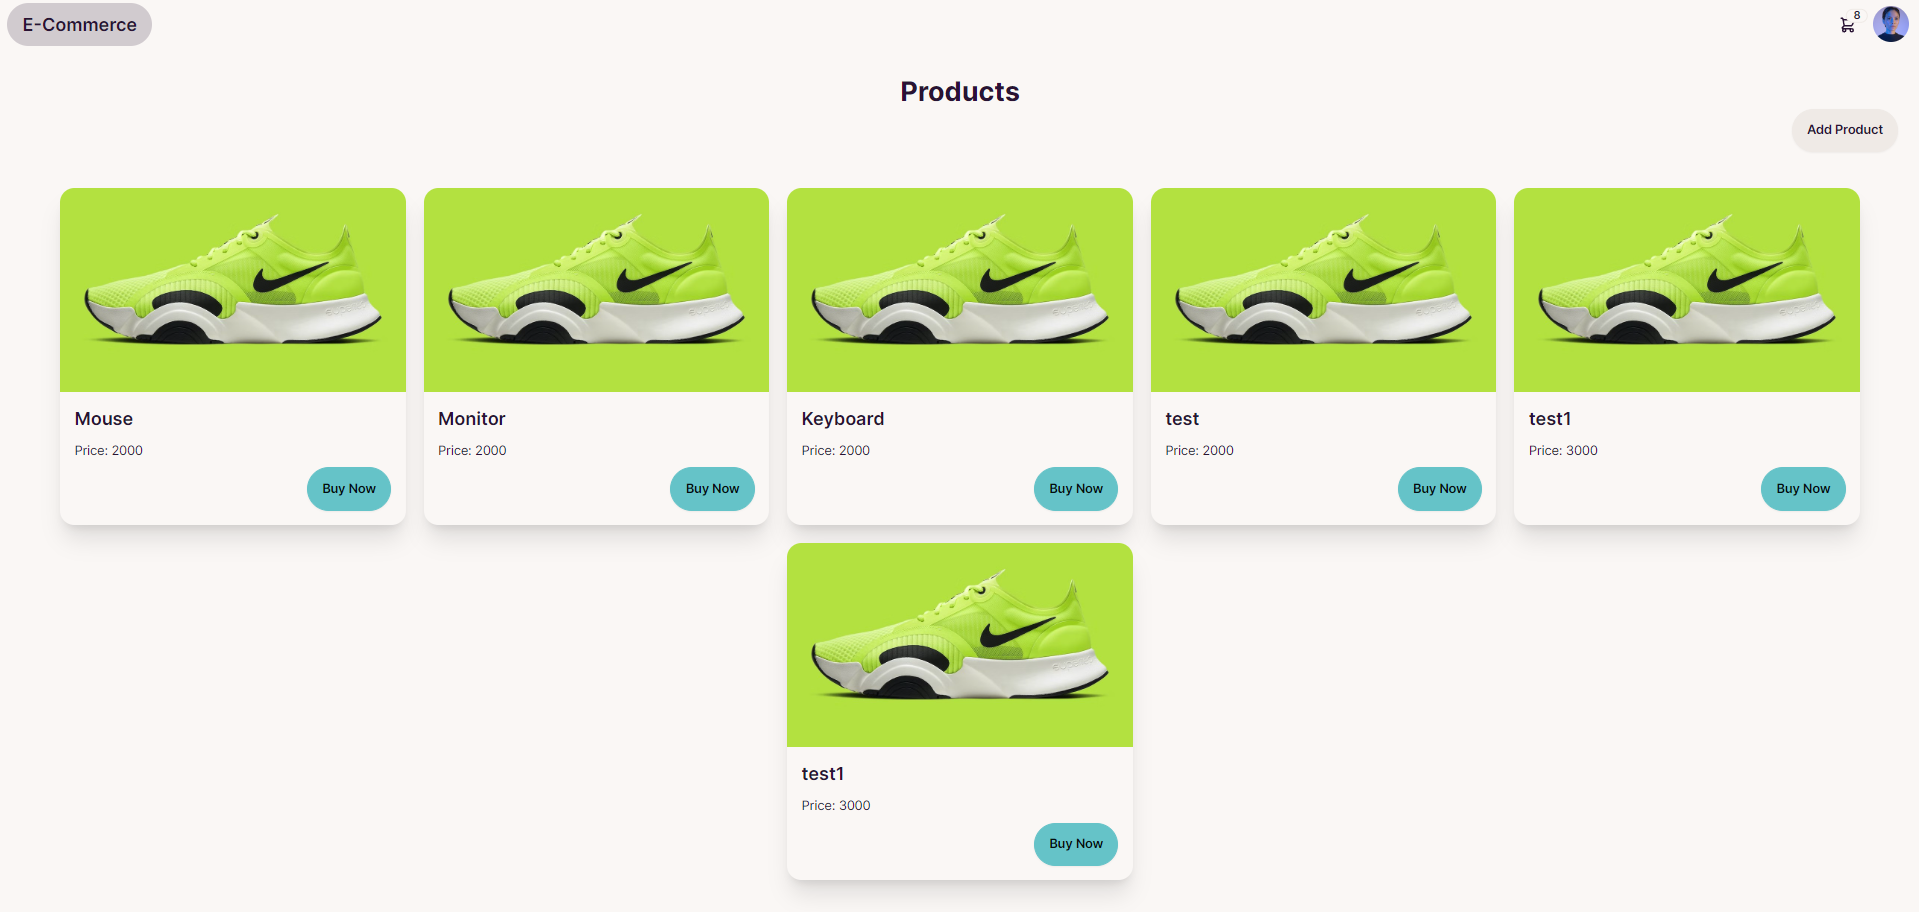 E-Commerce
8
Products
Add Product
Mouse
Price: 2000
Buy Now
Monitor
Price: 2000
Buy Now
Keyboard
Price: 2000
Buy Now
test
Price: 2000
Buy Now
test1
Price: 3000
Buy Now
test1
Price: 3000
Buy Now